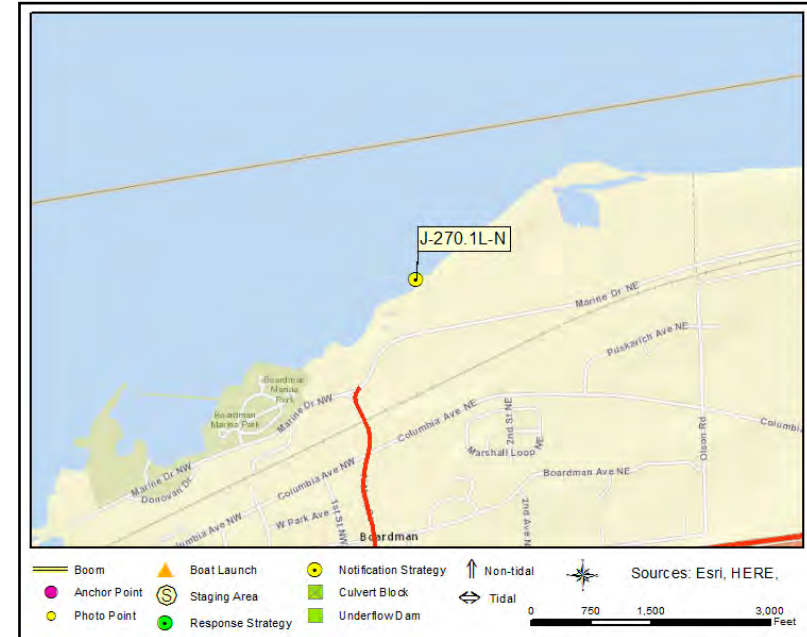 J-270.1L-N
Marine Dr NE
Puskarich Ave NE
Boardman
Marina
Park
Boardman
Marina Park
Marine Dr NW
Columbia Ave NE
2nd St NE
Marshall Loop
NE
Olson Rd
Columbia
Marine Dr NW
Donovan Dr
Columbia Ave NW
Boardman Ave NE
W Park Ave
1st St NW
2nd Ave N
Boardman
Boom
Boat Launch
Notification Strategy
Non-tidal
Sources: Esri, HERE,
Anchor Point
Staging Area
Culvert Block
Tidal
Photo Point
Response Strategy
Underflow Dam
0 750 1,500 3,000
Feet